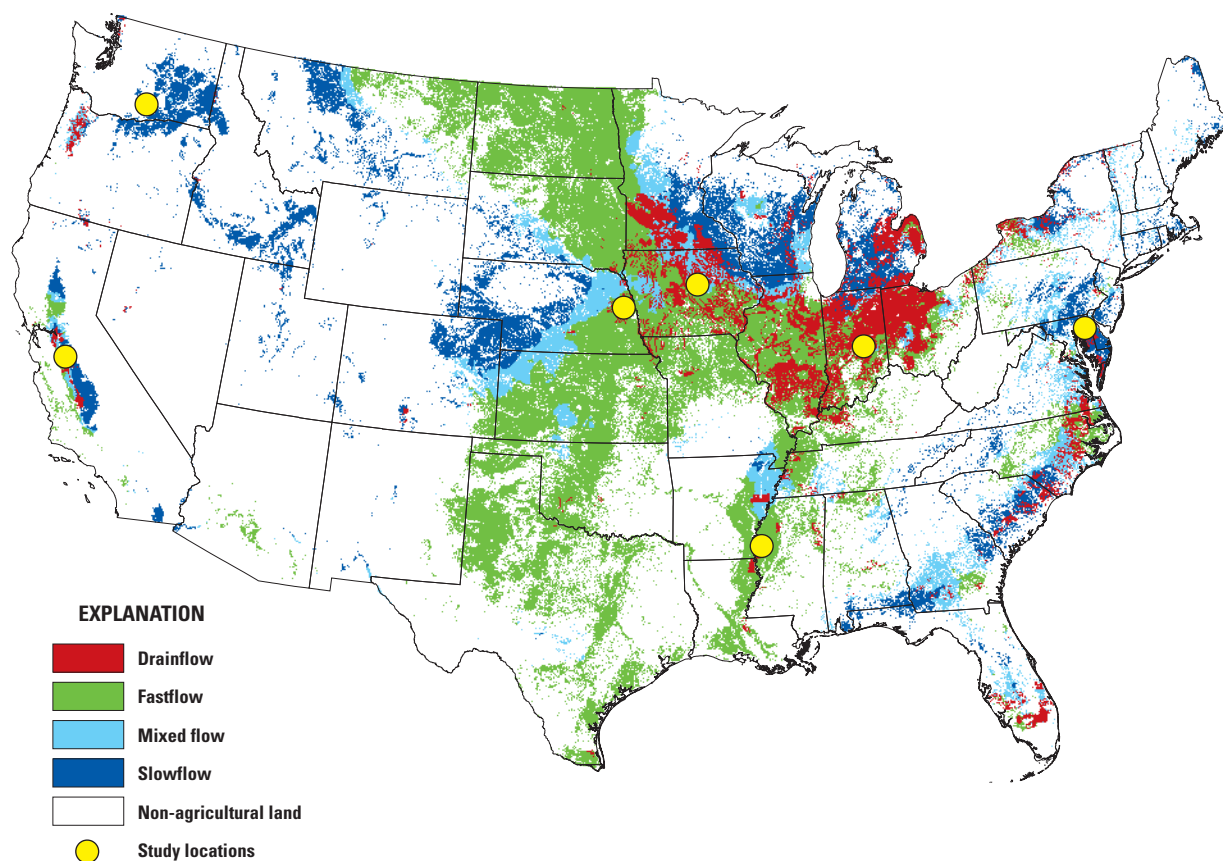 EXPLANATION
Drainflow
Fastflow
Mixed flow
Slowflow
Non-agricultural land
Study locations